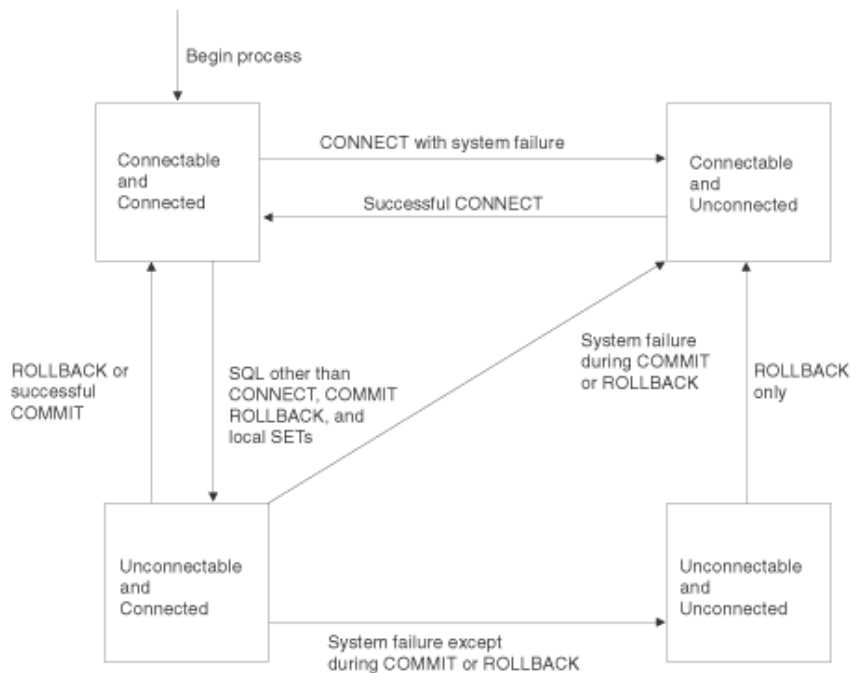 Begin process
Connectable
and
Connected
CONNECT with system failure
Successful CONNECT
Connectable
and
Unconnected
ROLLBACK or
successful
COMMIT
SQL other than
CONNECT, COMMIT
ROLLBACK, and
local SETs
System failure
during COMMIT
or ROLLBACK
ROLLBACK
only
Unconnectable
and
Connected
System failure except
during COMMIT or ROLLBACK
Unconnectable
and
Unconnected